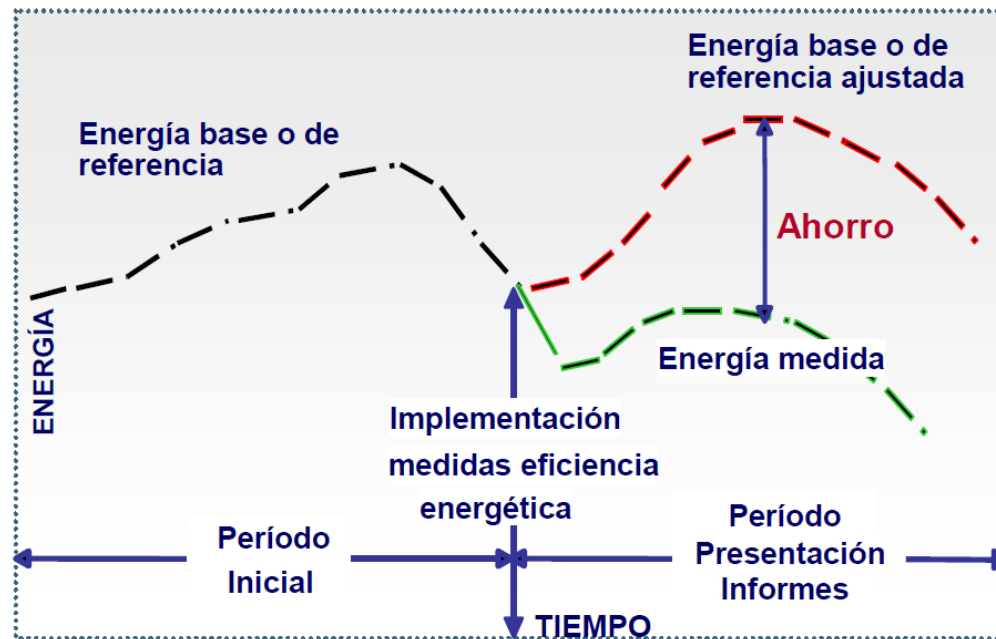 Energía base o de
referencia ajustada
Energía base o de
referencia
Ahorro
ENERGÍA
Energía medida
Implementación
medidas eficiencia
energética
Período
Inicial
Período
Presentación
Informes
TIEMPO